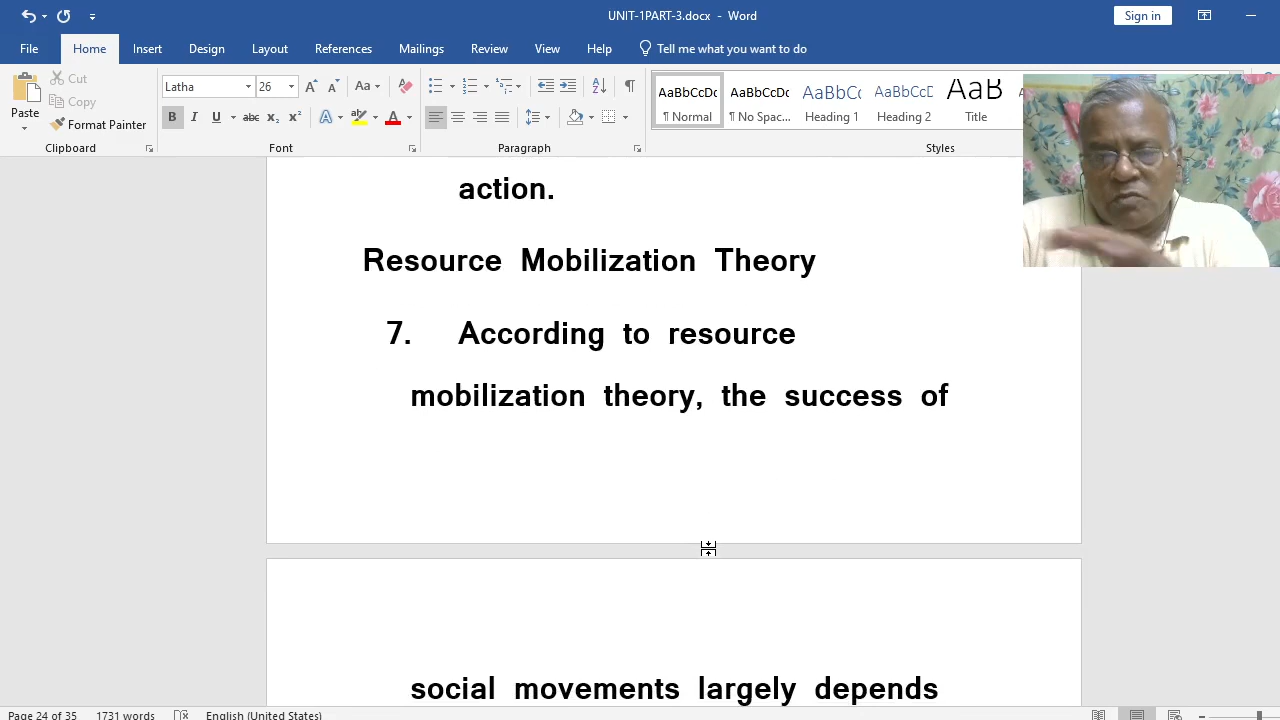 UNIT-1PART-3.docx - Word
Sign in
File Home Insert Design Layout References Mailings Review View Help Tell me what you want to do
Paste
Cut
Copy
Format Painter
Clipboard
Latha 26
Font
Paragraph
AaBbCcDc AaBbCcDc AaBbCc AaBbCcD AaB
¶ Normal ¶ No Spac... Heading 1 Heading 2 Title
Styles
action.
Resource Mobilization Theory
7. According to resource
mobilization theory, the success of
social movements largely depends
Page 24 of 35 1731 words English (United States)